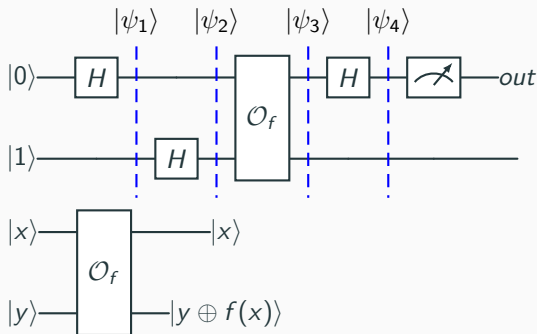 |ψ₁⟩ |ψ₂⟩ |ψ₃⟩ |ψ₄⟩
|0⟩ H 𝒪_f H out
|1⟩ H
|x⟩ |x⟩
𝒪_f
|y⟩ |y ⊕ f(x)⟩